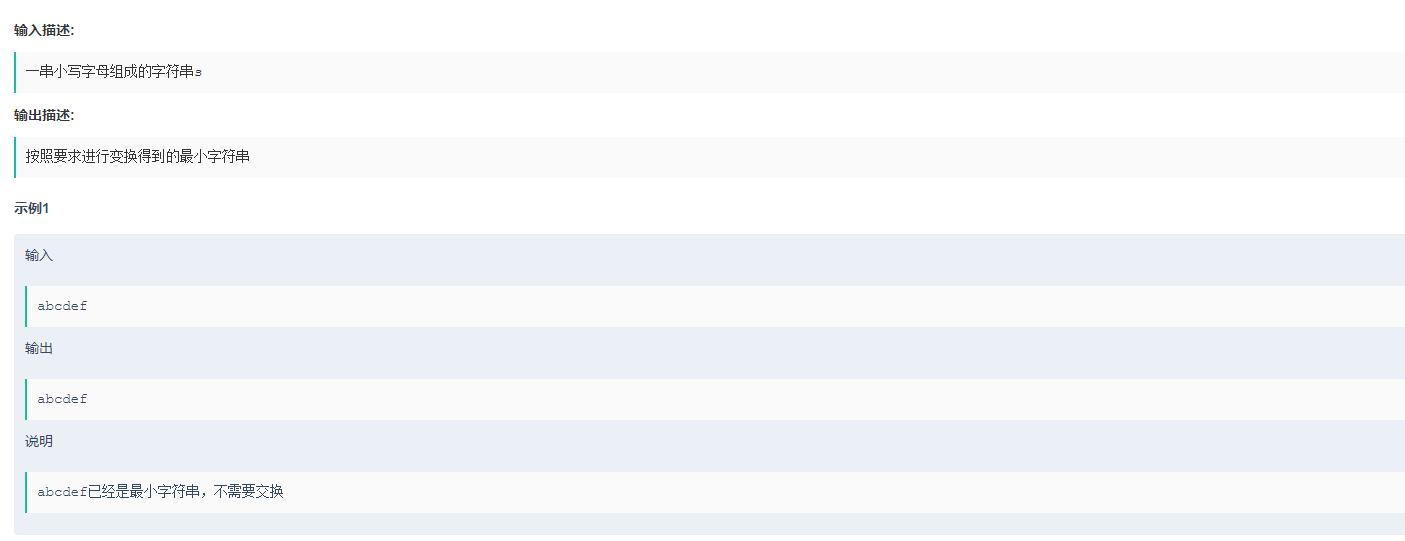 输入描述:
一串小写字母组成的字符串s
输出描述:
按照要求进行变换得到的最小字符串
示例1
输入
abcdef
输出
abcdef
说明
abcdef已经是最小字符串，不需要交换